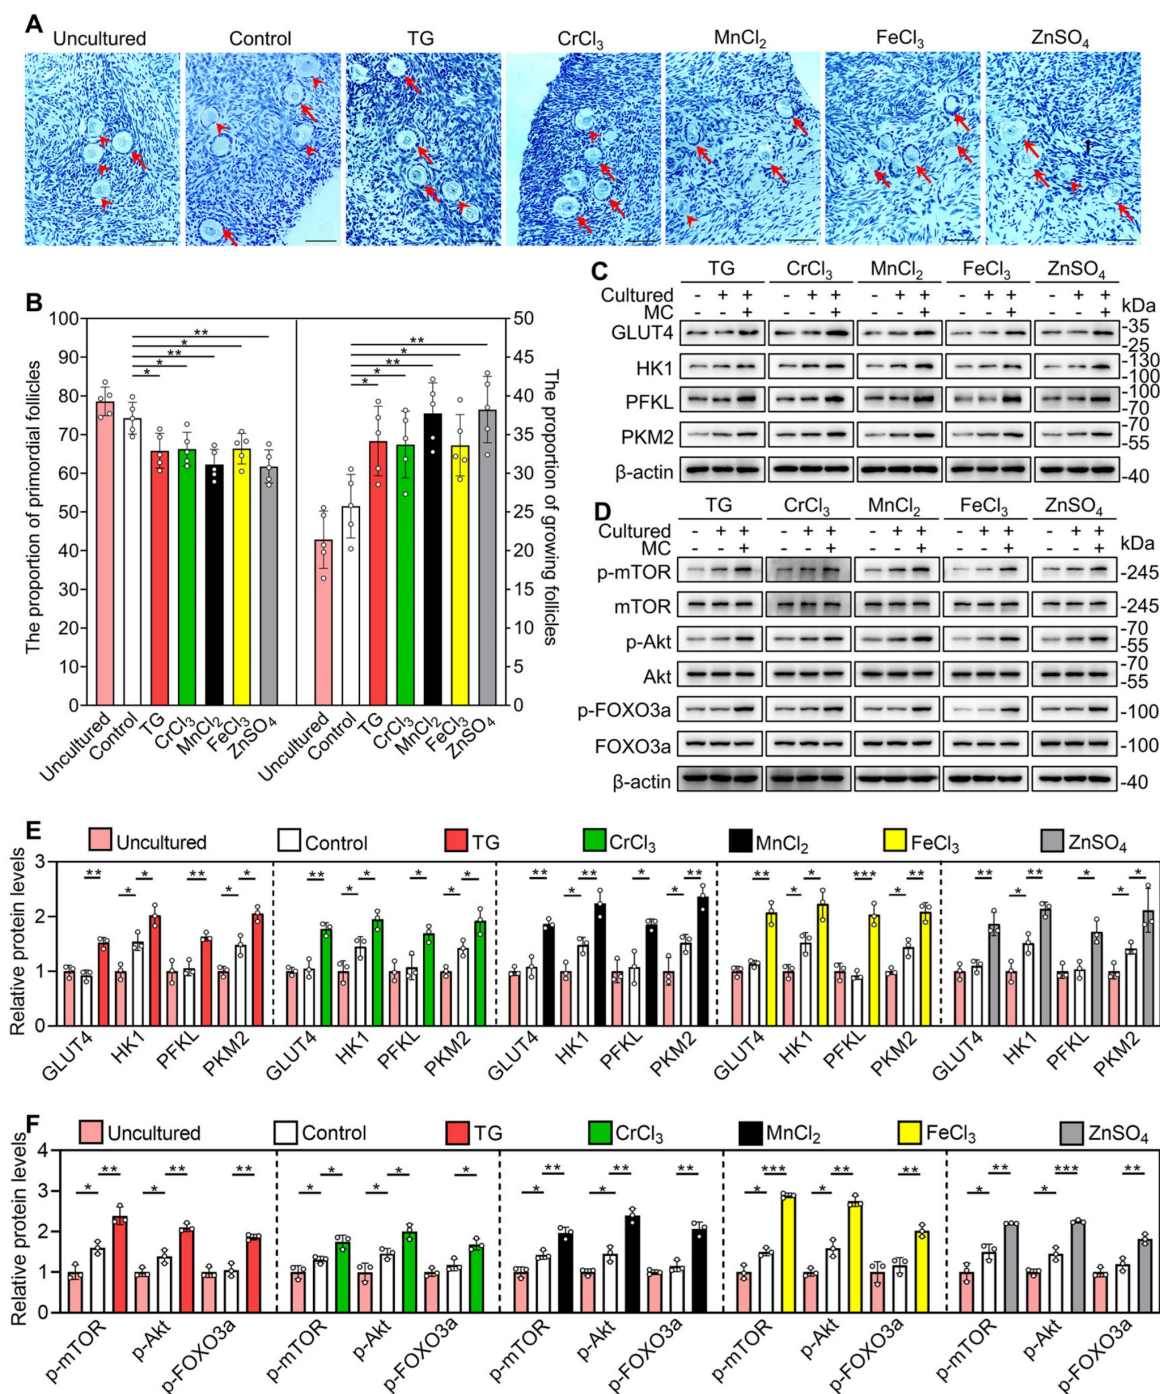 A
Uncultured Control TG CrCl3 MnCl2 FeCl3 ZnSO4
B
100 50
90 45
80 40
70 35
60 30
50 25
40 20
30 15
20 10
10 5
0 0
The proportion of primordial follicles
The proportion of growing follicles
** * ** * *
** * ** * *
Uncultured Control TG CrCl3 MnCl2 FeCl3 ZnSO4
Uncultured Control TG CrCl3 MnCl2 FeCl3 ZnSO4
C
TG CrCl3 MnCl2 FeCl3 ZnSO4
Cultured - + + - + + - + + - + + - + + kDa
MC + + + + +
GLUT4 -35
-25
HK1 -130
-100
PFKL -100
-70
PKM2 -70
-55
β-actin -40
D
TG CrCl3 MnCl2 FeCl3 ZnSO4
Cultured - + + - + + - + + - + + - + + kDa
MC - - + - - + - - + - - + - - +
p-mTOR -245
mTOR -245
p-Akt -70
-55
Akt -70
-55
p-FOXO3a -100
FOXO3a -100
β-actin -40
E
Uncultured Control TG CrCl3 MnCl2 FeCl3 ZnSO4
Relative protein levels
3
2
1
0
** * * ** * * ** * * * * * ** * ** * * ** ** * * *** * ** ** * ** * * *
GLUT4 HK1 PFKL PKM2 GLUT4 HK1 PFKL PKM2 GLUT4 HK1 PFKL PKM2 GLUT4 HK1 PFKL PKM2 GLUT4 HK1 PFKL PKM2
F
Uncultured Control TG CrCl3 MnCl2 FeCl3 ZnSO4
Relative protein levels
4
3
2
1
0
* ** * ** ** * * * * * * ** * ** ** * *** * ** ** * ** * *** **
p-mTOR p-Akt p-FOXO3a p-mTOR p-Akt p-FOXO3a p-mTOR p-Akt p-FOXO3a p-mTOR p-Akt p-FOXO3a p-mTOR p-Akt p-FOXO3a